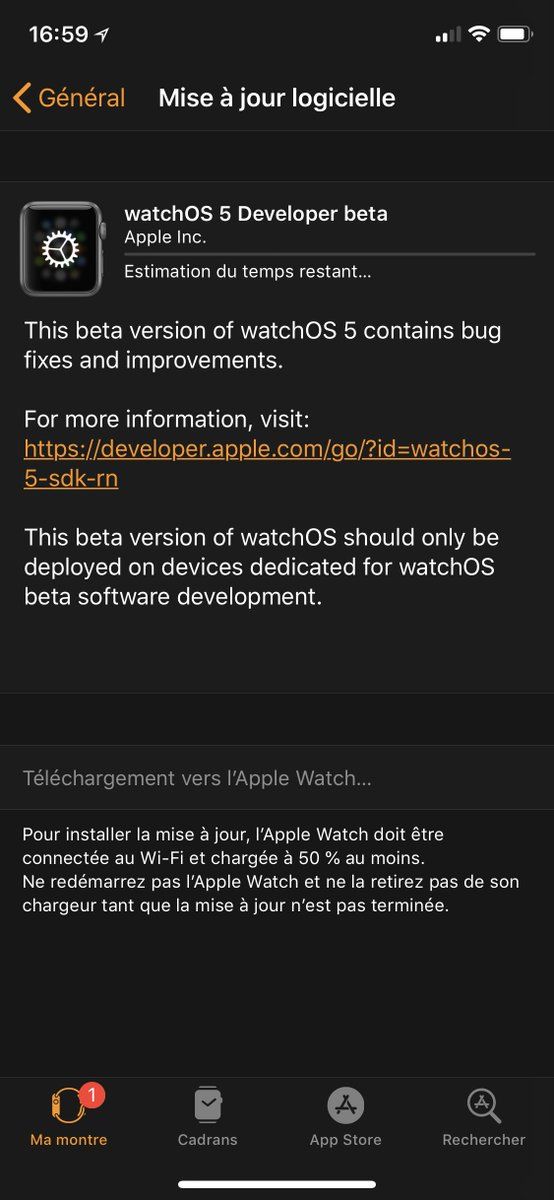 16:59
Général
Mise à jour logicielle
watchOS 5 Developer beta
Apple Inc.
Estimation du temps restant...
This beta version of watchOS 5 contains bug
fixes and improvements.
For more information, visit:
https://developer.apple.com/go/?id=watchos-
5-sdk-rn
This beta version of watchOS should only be
deployed on devices dedicated for watchOS
beta software development.
Téléchargement vers l’Apple Watch...
Pour installer la mise à jour, l’Apple Watch doit être
connectée au Wi-Fi et chargée à 50 % au moins.
Ne redémarrez pas l’Apple Watch et ne la retirez pas de son
chargeur tant que la mise à jour n’est pas terminée.
1
Ma montre
Cadrans
App Store
Rechercher